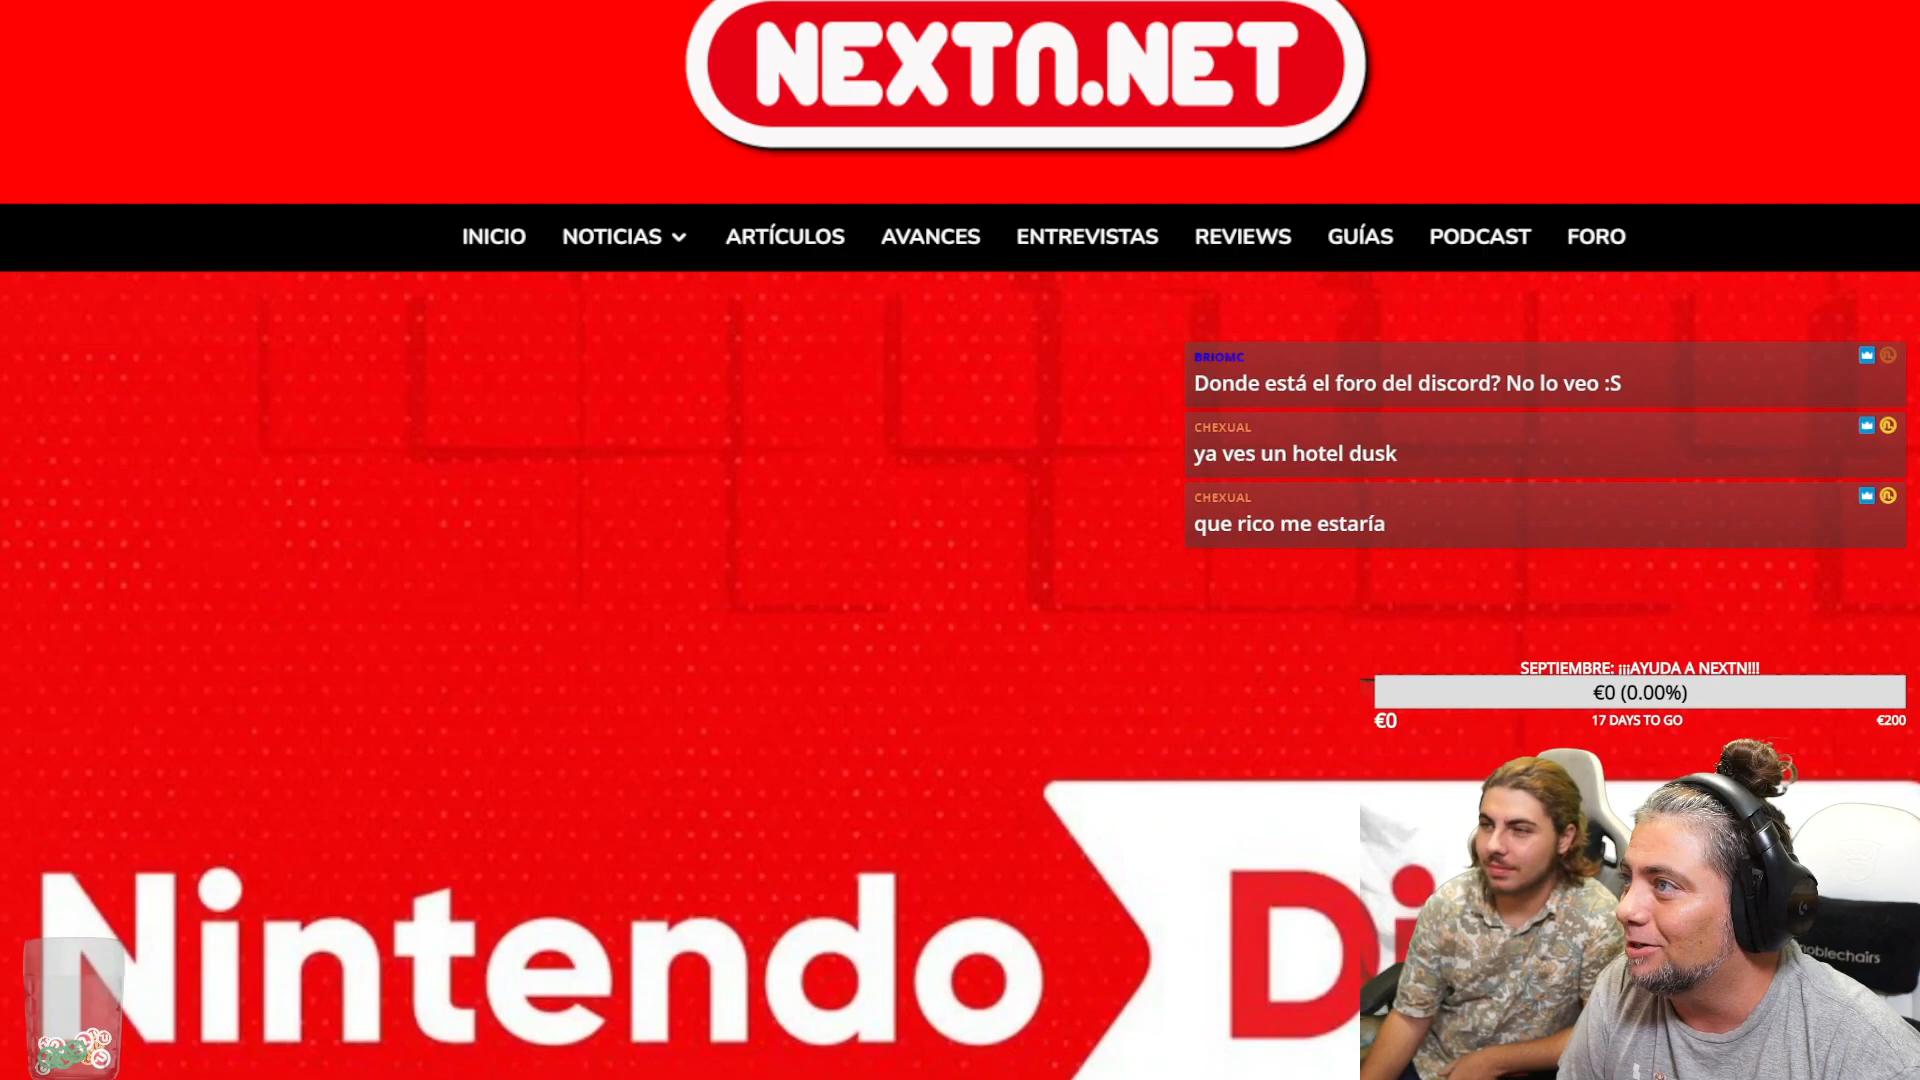 NEXTN.NET
INICIO NOTICIAS ARTÍCULOS AVANCES ENTREVISTAS REVIEWS GUÍAS PODCAST FORO
BRIOMC
Donde está el foro del discord? No lo veo :S
CHEXUAL
ya ves un hotel dusk
CHEXUAL
que rico me estaría
SEPTIEMBRE: ¡¡¡AYUDA A NEXTN!!!
€0 (0.00%)
€0 17 DAYS TO GO €200
Nintendo Di
noblechairs